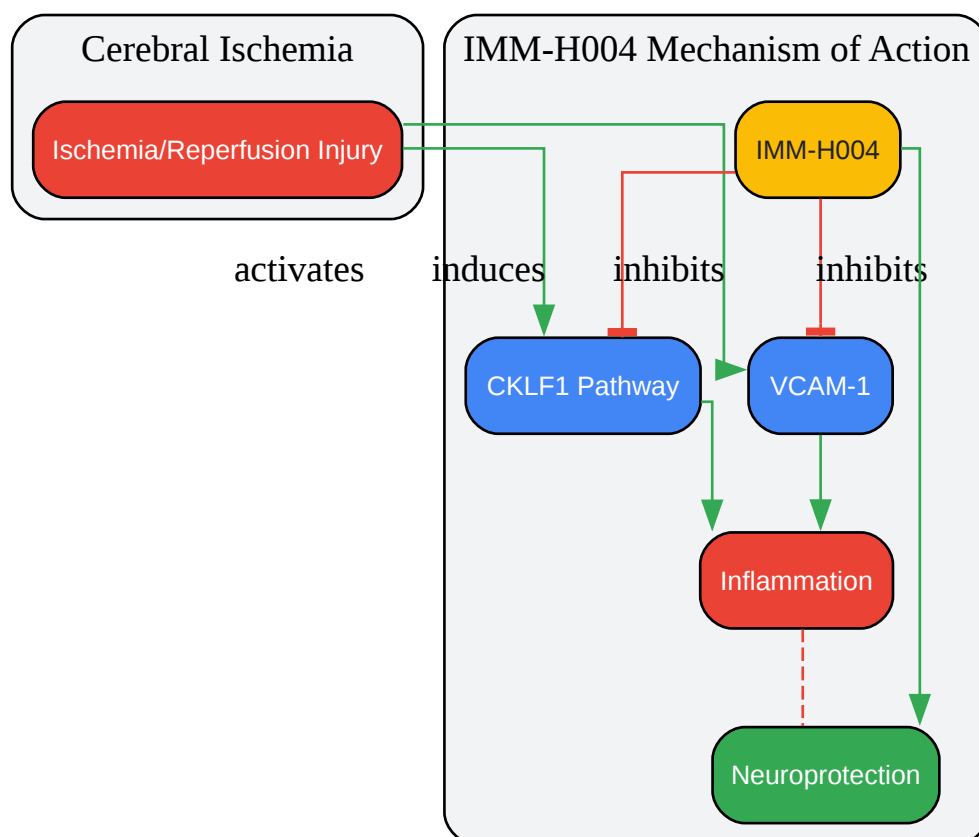 Cerebral Ischemia
IMM-H004 Mechanism of Action
Ischemia/Reperfusion Injury
IMM-H004
activates
induces
inhibits
inhibits
CKLF1 Pathway
VCAM-1
Inflammation
Neuroprotection